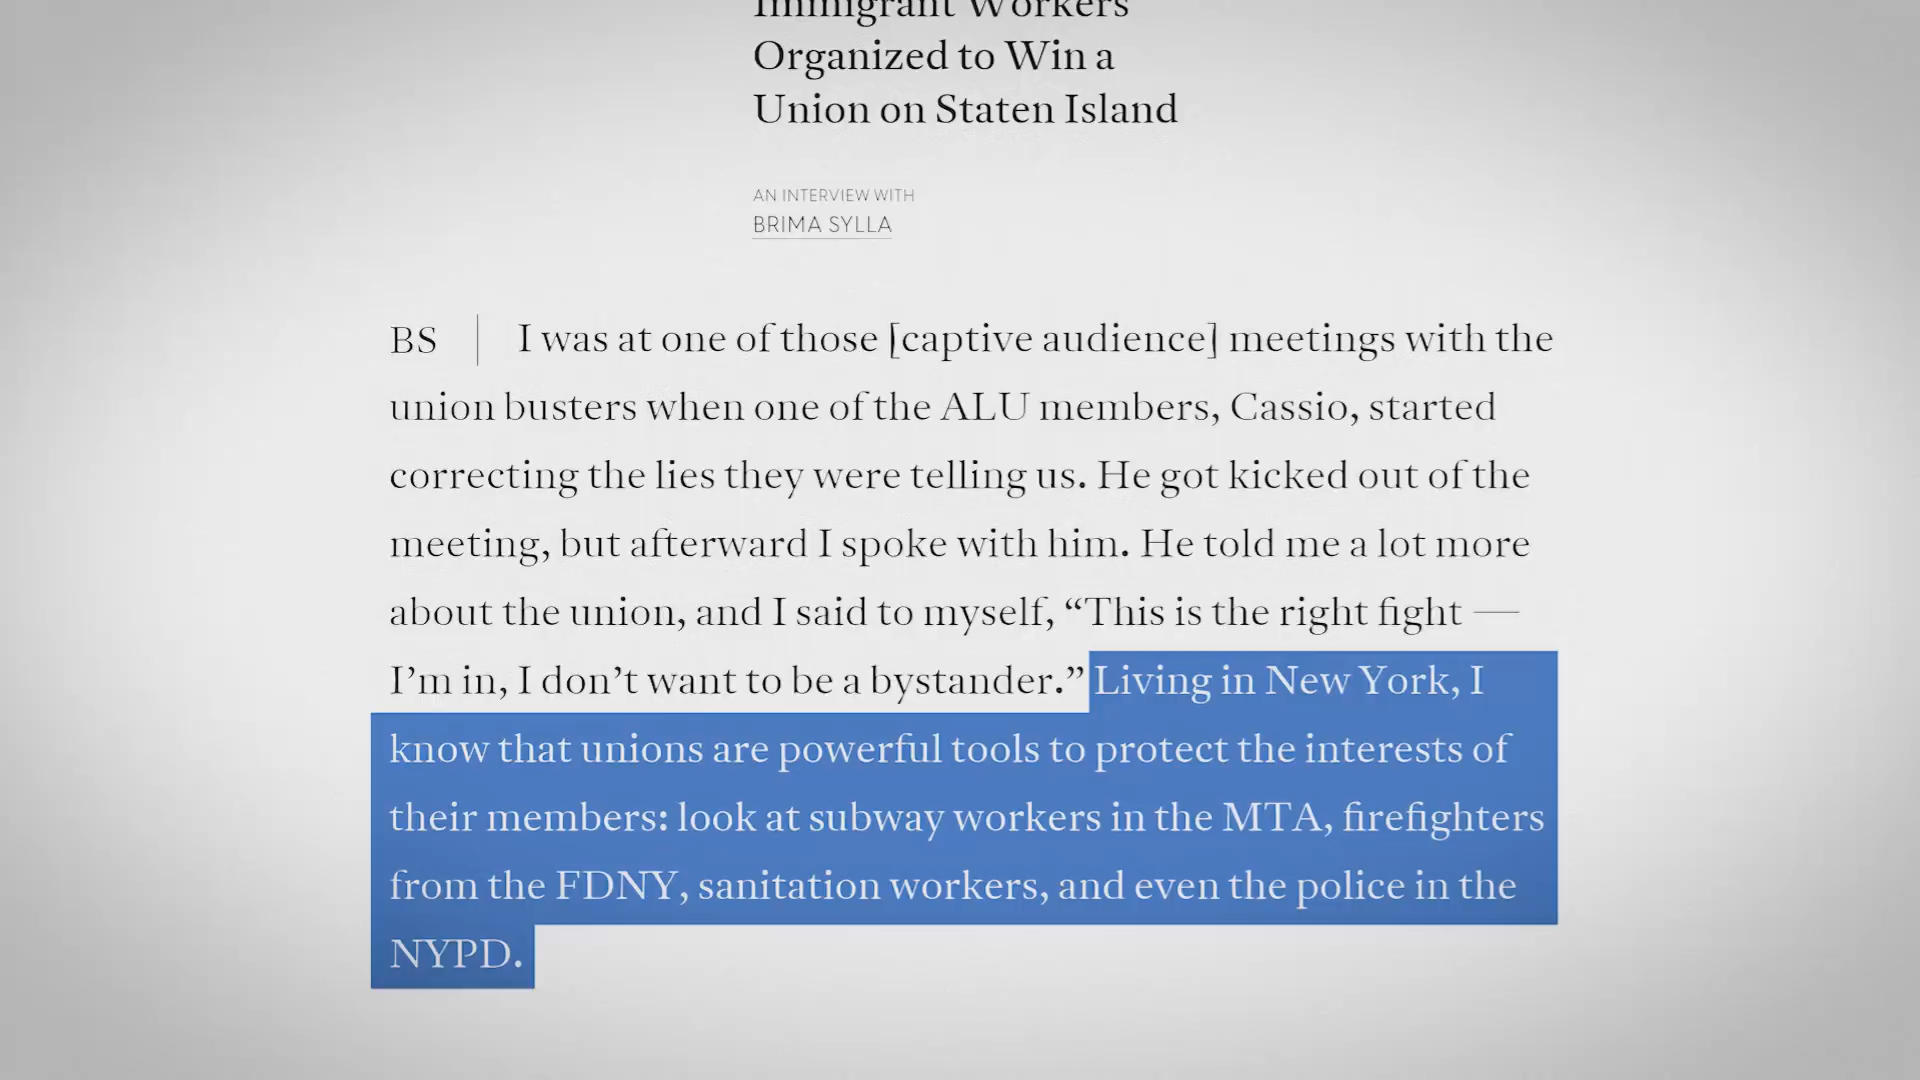 Immigrant Workers
Organized to Win a
Union on Staten Island
AN INTERVIEW WITH
BRIMA SYLLA
BS | I was at one of those [captive audience] meetings with the
union busters when one of the ALU members, Cassio, started
correcting the lies they were telling us. He got kicked out of the
meeting, but afterward I spoke with him. He told me a lot more
about the union, and I said to myself, “This is the right fight —
I’m in, I don’t want to be a bystander.” Living in New York, I
know that unions are powerful tools to protect the interests of
their members: look at subway workers in the MTA, firefighters
from the FDNY, sanitation workers, and even the police in the
NYPD.